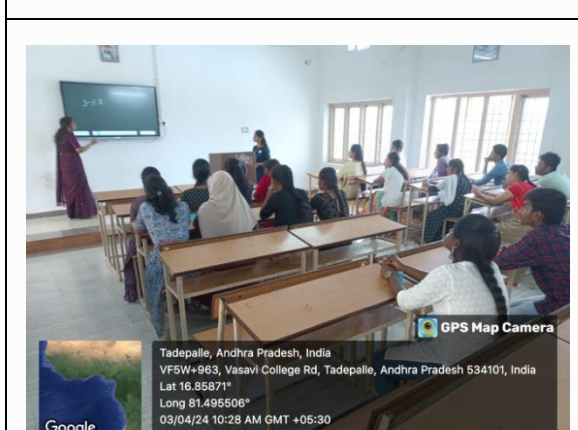 GPS Map Camera
Tadepalle, Andhra Pradesh, India
VF5W+963, Vasavi College Rd, Tadepalle, Andhra Pradesh 534101, India
Lat 16.85871°
Long 81.495506°
03/04/24 10:28 AM GMT +05:30
Google